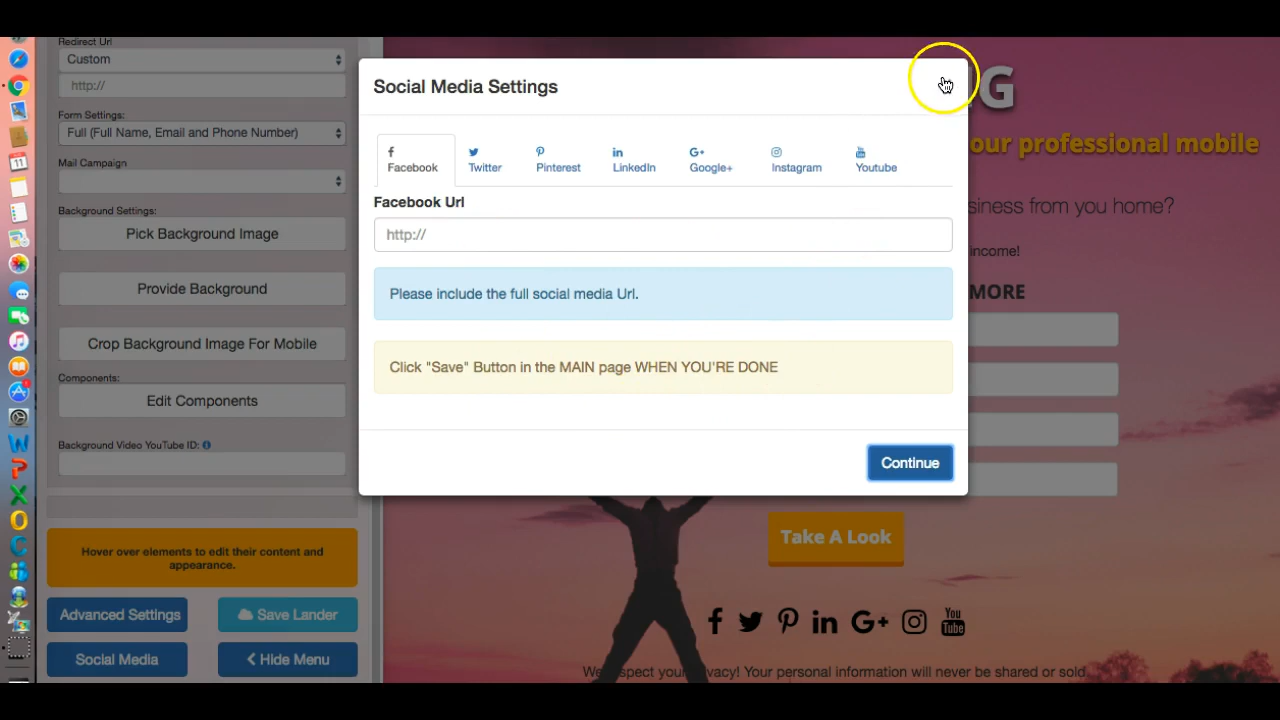 Redirect Url
Custom
http://
Form Settings:
Full (Full Name, Email and Phone Number)
Mail Campaign
Background Settings:
Pick Background Image
Provide Background
Crop Background Image For Mobile
Components:
Edit Components
Background Video YouTube ID:
Hover over elements to edit their content and
appearance.
Advanced Settings
Save Lander
Social Media
Hide Menu
Social Media Settings
Facebook
Twitter
Pinterest
LinkedIn
Google+
Instagram
Youtube
Facebook Url
http://
Please include the full social media Url.
Click "Save" Button in the MAIN page WHEN YOU'RE DONE
Continue
G
our professional mobile
siness from you home?
income!
MORE
Take A Look
You
Tube
We respect your privacy! Your personal information will never be shared or sold.